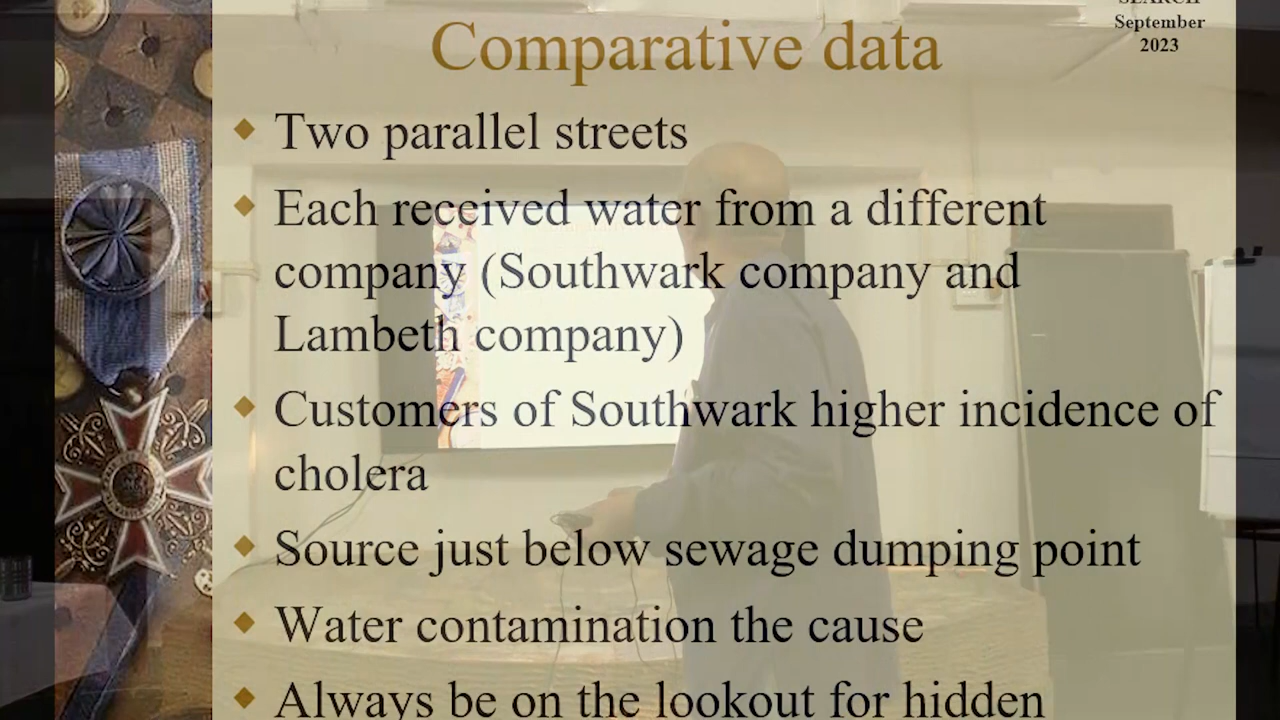 SEARCH
September
2023
Comparative data
Two parallel streets
Each received water from a different
company (Southwark company and
Lambeth company)
Customers of Southwark higher incidence of
cholera
Source just below sewage dumping point
Water contamination the cause
Always be on the lookout for hidden